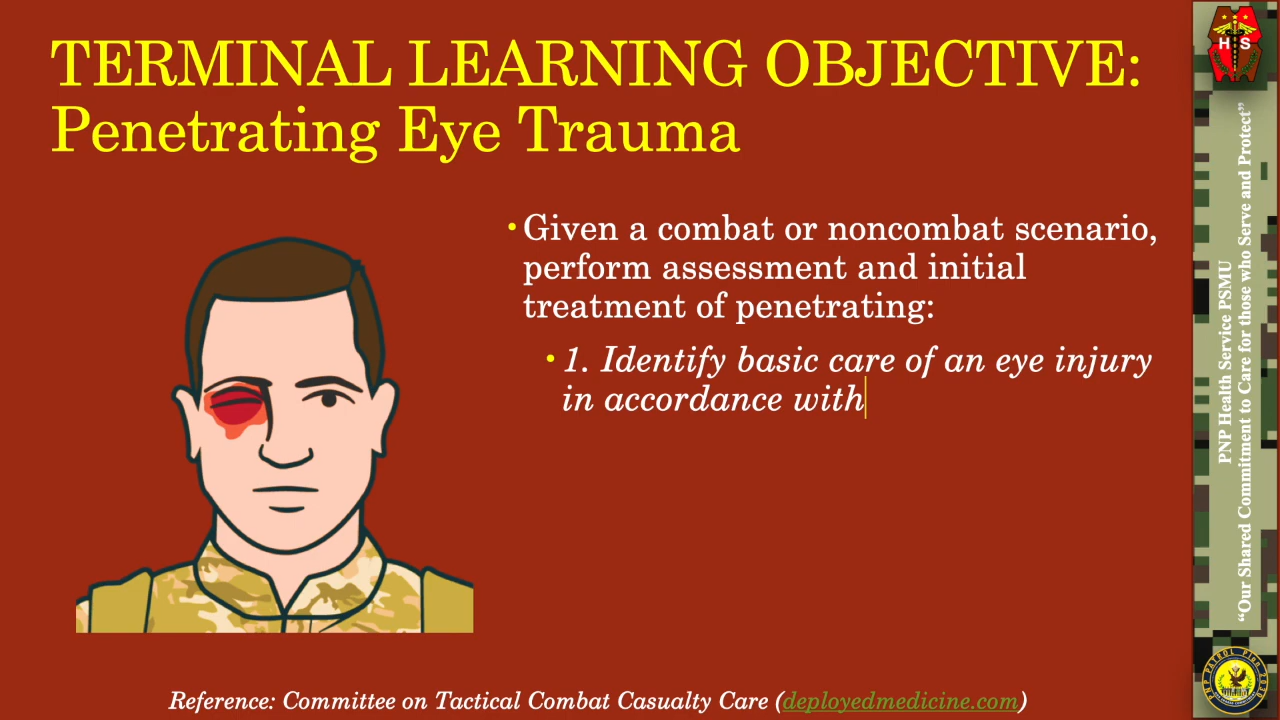 TERMINAL LEARNING OBJECTIVE:
Penetrating Eye Trauma
• Given a combat or noncombat scenario,
perform assessment and initial
treatment of penetrating:
• 1. Identify basic care of an eye injury
in accordance with
Reference: Committee on Tactical Combat Casualty Care (deployedmedicine.com)
H S
PNP Health Service PSMU
“Our Shared Commitment to Care for those who Serve and Protect”